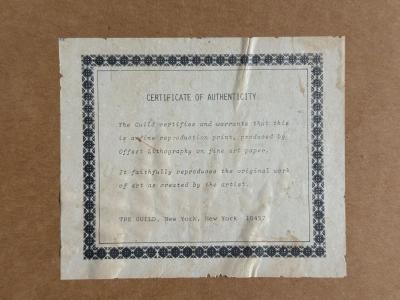 CERTIFICATE OF AUTHENTICITY
The Guild certifies and warrants that this
is a fine reproduction print, produced by
Offset Lithography on fine art paper.
It faithfully reproduces the original work
of art as created by the artist.
THE GUILD, New York, New York 10457